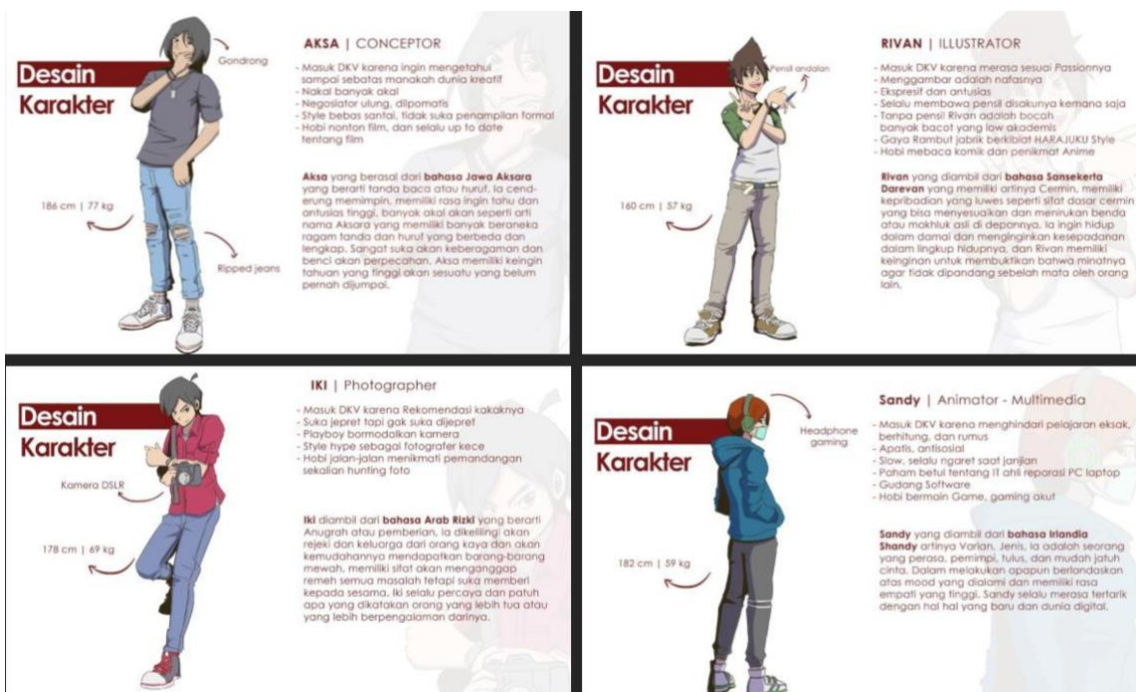 Desain
Karakter
Gondrong
186 cm | 77 kg
Ripped jeans
AKSA | CONCEPTOR
- Masuk DKV karena ingin mengetahui
sampai sebatas manakah dunia kreatif
- Nakal banyak akal
- Negosiator ulung, dilpomatis
- Style bebas santai, tidak suka penampilan formal
- Hobi nonton film, dan selalu up to date
tentang film
Aksa yang berasal dari bahasa Jawa Aksara
yang berarti tanda baca atau huruf. Ia cend-
erung memimpin, memiliki rasa ingin tahu dan
antusias tinggi, banyak akal akan seperti arti
nama Aksara yang memiliki banyak beraneka
ragam tanda dan huruf yang berbeda dan
lengkap. Sangat suka akan keberagaman dan
benci akan perpecahan. Aksa memiliki keingin
tahuan yang tinggi akan sesuatu yang belum
pernah dijumpai.
Desain
Karakter
Pensil andalan
160 cm | 57 kg
RIVAN | ILLUSTRATOR
- Masuk DKV karena merasa sesuai Passionnya
- Menggambar adalah nafasnya
- Ekspresif dan antusias
- Selalu membawa pensil disakunya kemana saja
- Tanpa pensil Rivan adalah bocah
banyak bacot yang low akademis
- Gaya Rambut jabrik berkiblat HARAJUKU Style
- Hobi mebaca komik dan penikmat Anime
Rivan yang diambil dari bahasa Sansekerta
Darevan yang memiliki artinya Cermin, memiliki
kepribadian yang luwes seperti sifat dasar cermin
yang bisa menyesuaikan dan menirukan benda
atau makhluk asli di depannya. Ia ingin hidup
dalam damai dan menginginkan kesepadanan
dalam lingkup hidupnya, dan Rivan memiliki
keinginan untuk membuktikan bahwa minatnya
agar tidak dipandang sebelah mata oleh orang
lain.
Desain
Karakter
Kamera DSLR
178 cm | 69 kg
IKI | Photographer
- Masuk DKV karena Rekomendasi kakaknya
- Suka jepret tapi gak suka dijepret
- Playboy bormodalkan kamera
- Style hype sebagai fotografer kece
- Hobi jalan-jalan menikmati pemandangan
sekalian hunting foto
Iki diambil dari bahasa Arab Rizki yang berarti
Anugrah atau pemberian, Ia dikelilingi akan
rejeki dan keluarga dari orang kaya dan akan
kemudahannya mendapatkan barang-barang
mewah, memiliki sifat akan menganggap
remeh semua masalah tetapi suka memberi
kepada sesama. Iki selalu percaya dan patuh
apa yang dikatakan orang yang lebih tua atau
yang lebih berpengalaman darinya.
Desain
Karakter
Headphone
gaming
182 cm | 59 kg
Sandy | Animator - Multimedia
- Masuk DKV karena menghindari pelajaran eksak,
berhitung, dan rumus
- Apatis, antisosial
- Slow, selalu ngaret saat janjian
- Paham betul tentang IT ahli reparasi PC laptop
- Gudang Software
- Hobi bermain Game, gaming akut
Sandy yang diambil dari bahasa Irlandia
Shandy artinya Varian, Jenis, Ia adalah seorang
yang perasa, pemimpi, tulus, dan mudah jatuh
cinta. Dalam melakukan apapun berlandaskan
atas mood yang dialami dan memiliki rasa
empati yang tinggi. Sandy selalu merasa tertarik
dengan hal hal yang baru dan dunia digital.